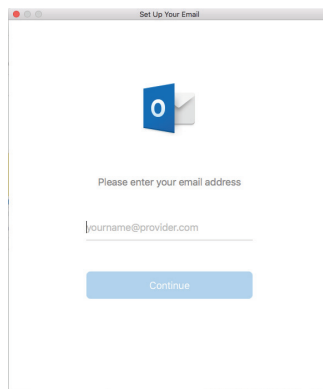 Set Up Your Email
O
Please enter your email address
yourname@provider.com
Continue